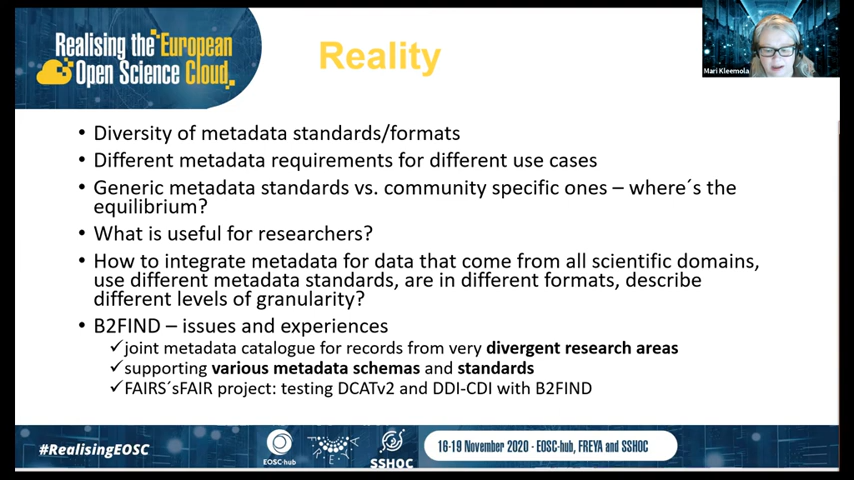 Realising the European
Open Science Cloud
Reality
Mari Kleemola
• Diversity of metadata standards/formats
• Different metadata requirements for different use cases
• Generic metadata standards vs. community specific ones – where´s the
equilibrium?
• What is useful for researchers?
• How to integrate metadata for data that come from all scientific domains,
use different metadata standards, are in different formats, describe
different levels of granularity?
• B2FIND – issues and experiences
✓joint metadata catalogue for records from very divergent research areas
✓supporting various metadata schemas and standards
✓FAIRS´sFAIR project: testing DCATv2 and DDI-CDI with B2FIND
#RealisingEOSC
EOSC-hub
SSHOC
16-19 November 2020 - EOSC-hub, FREYA and SSHOC